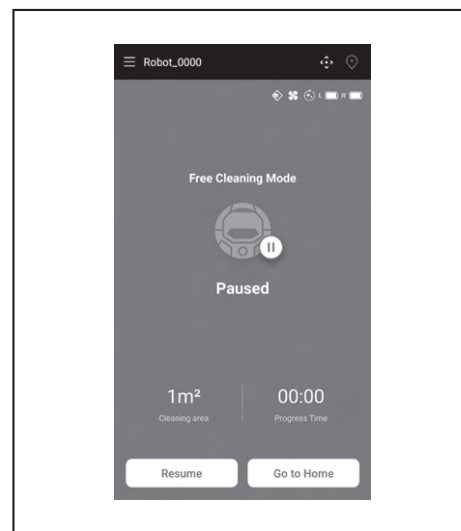 Robot_0000
L R
Free Cleaning Mode
Paused
1m² 00:00
Cleaning area Progress Time
Resume Go to Home